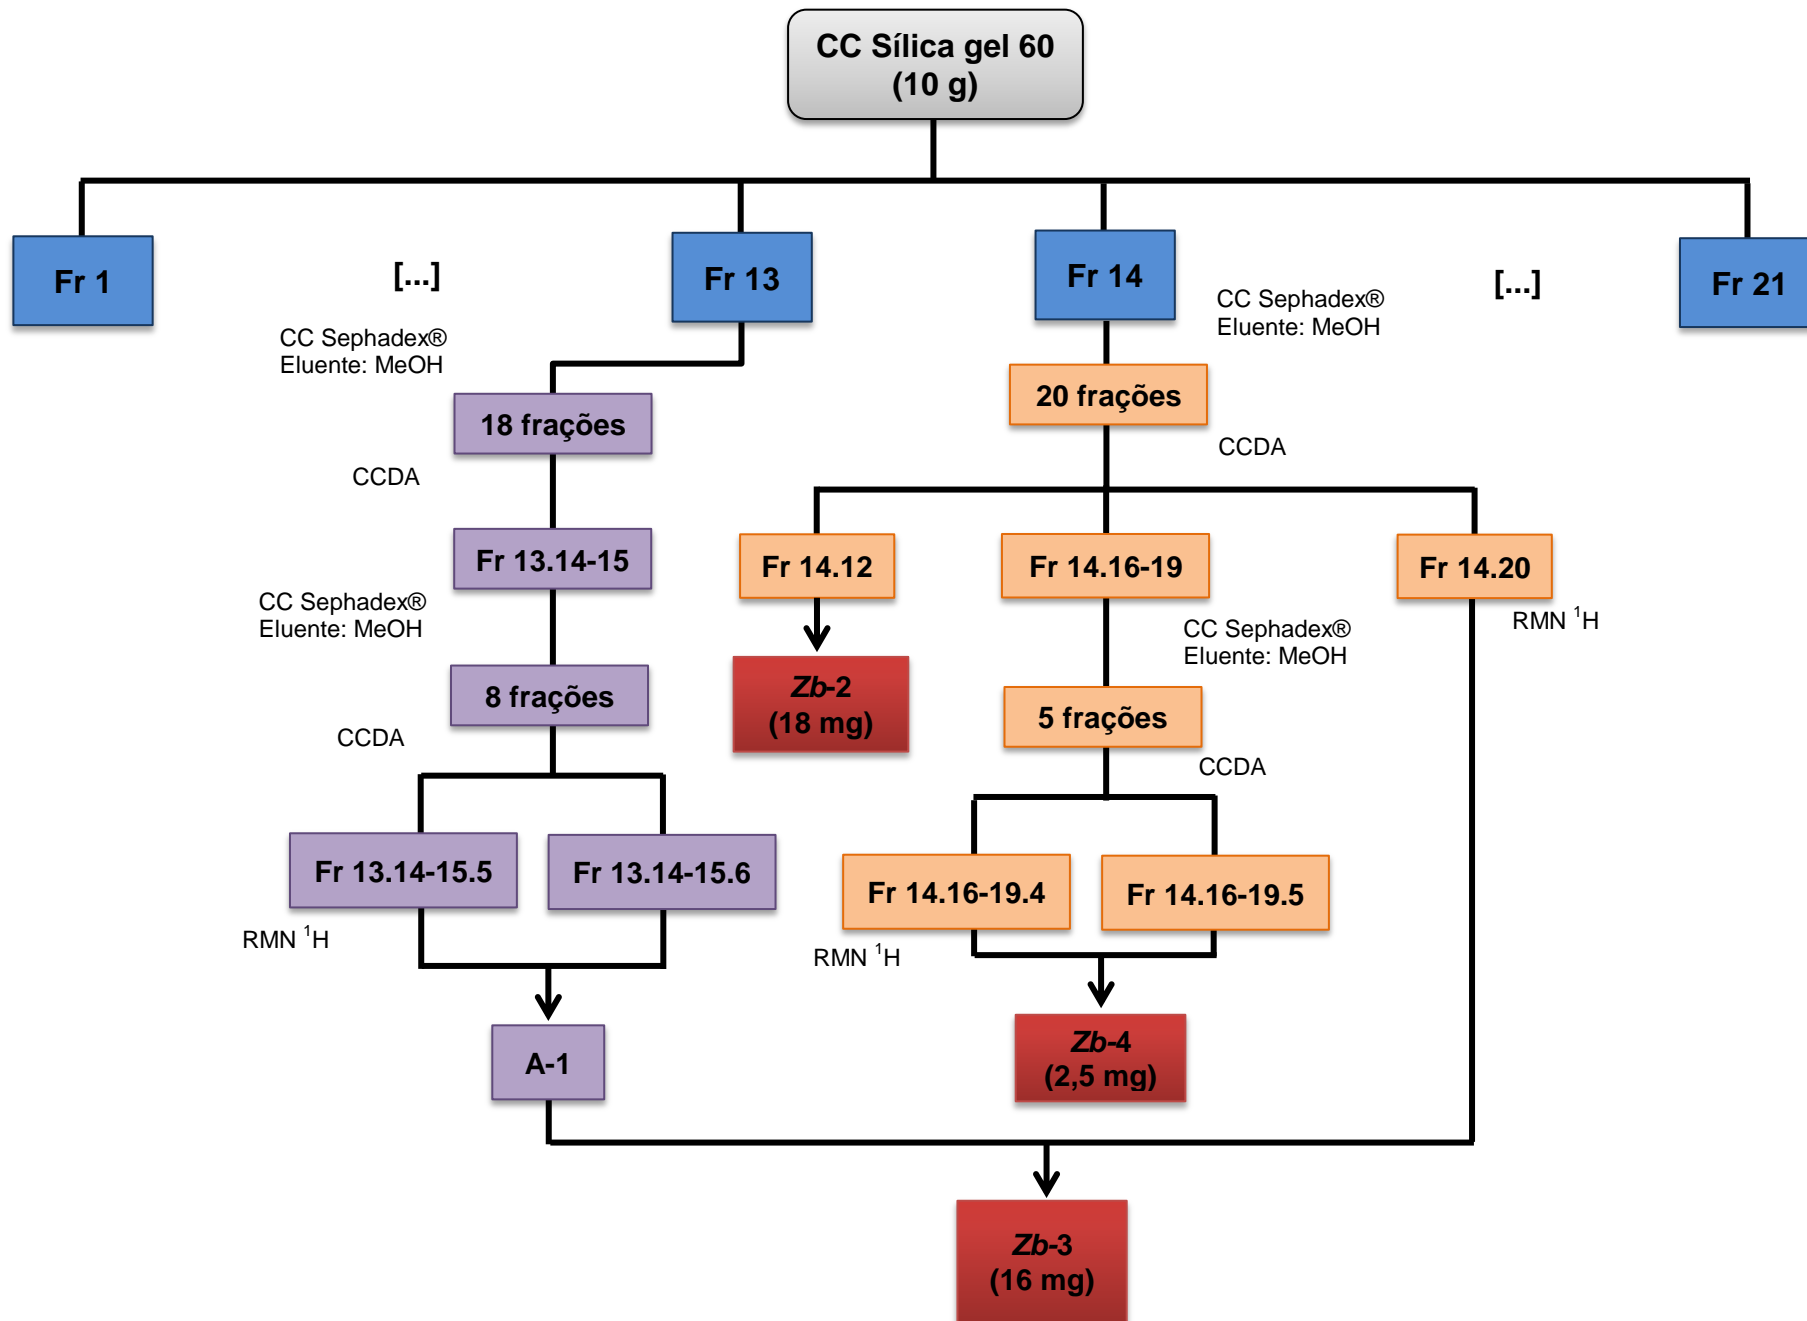 CC Sílica gel 60
(10 g)
Fr 1
[...]
Fr 13
Fr 14
[...]
Fr 21
CC Sephadex®
Eluente: MeOH
CC Sephadex®
Eluente: MeOH
18 frações
20 frações
CCDA
CCDA
Fr 13.14-15
Fr 14.12
Fr 14.16-19
Fr 14.20
CC Sephadex®
Eluente: MeOH
CC Sephadex®
Eluente: MeOH
RMN ¹H
8 frações
Zb-2
(18 mg)
5 frações
CCDA
CCDA
Fr 13.14-15.5
Fr 13.14-15.6
Fr 14.16-19.4
Fr 14.16-19.5
RMN ¹H
RMN ¹H
A-1
Zb-4
(2,5 mg)
Zb-3
(16 mg)